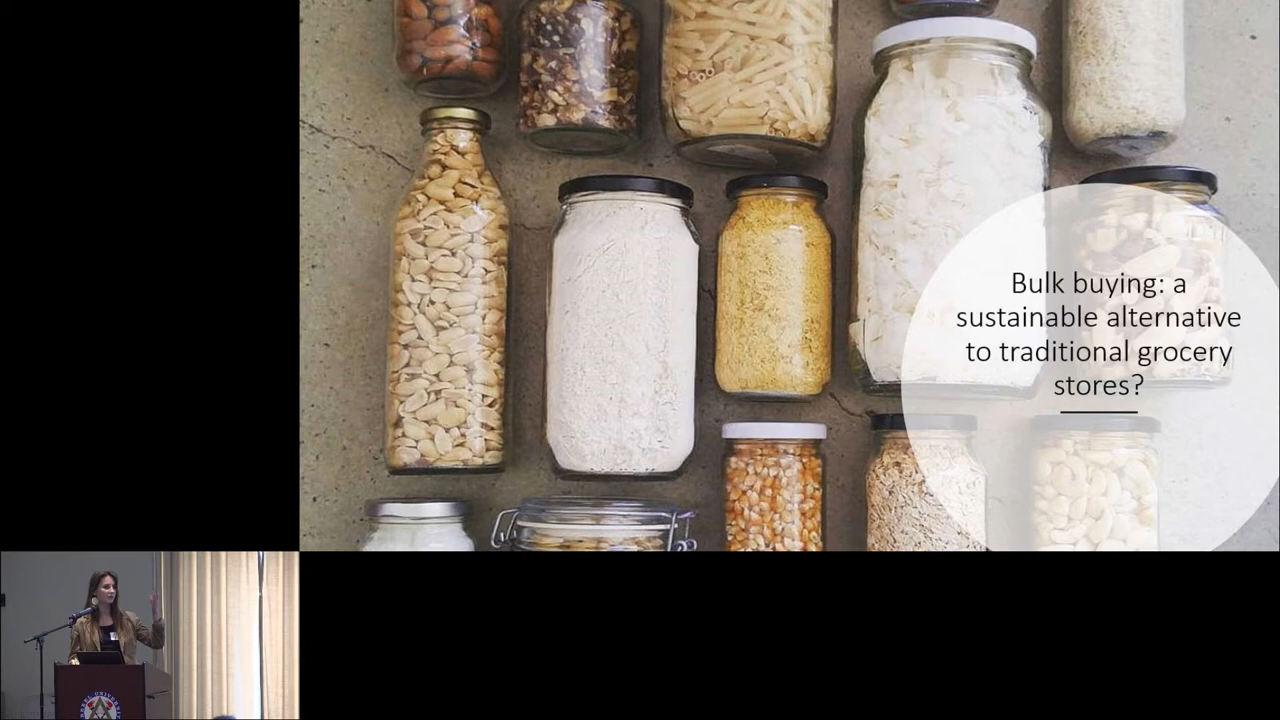 Bulk buying: a
sustainable alternative
to traditional grocery
stores?